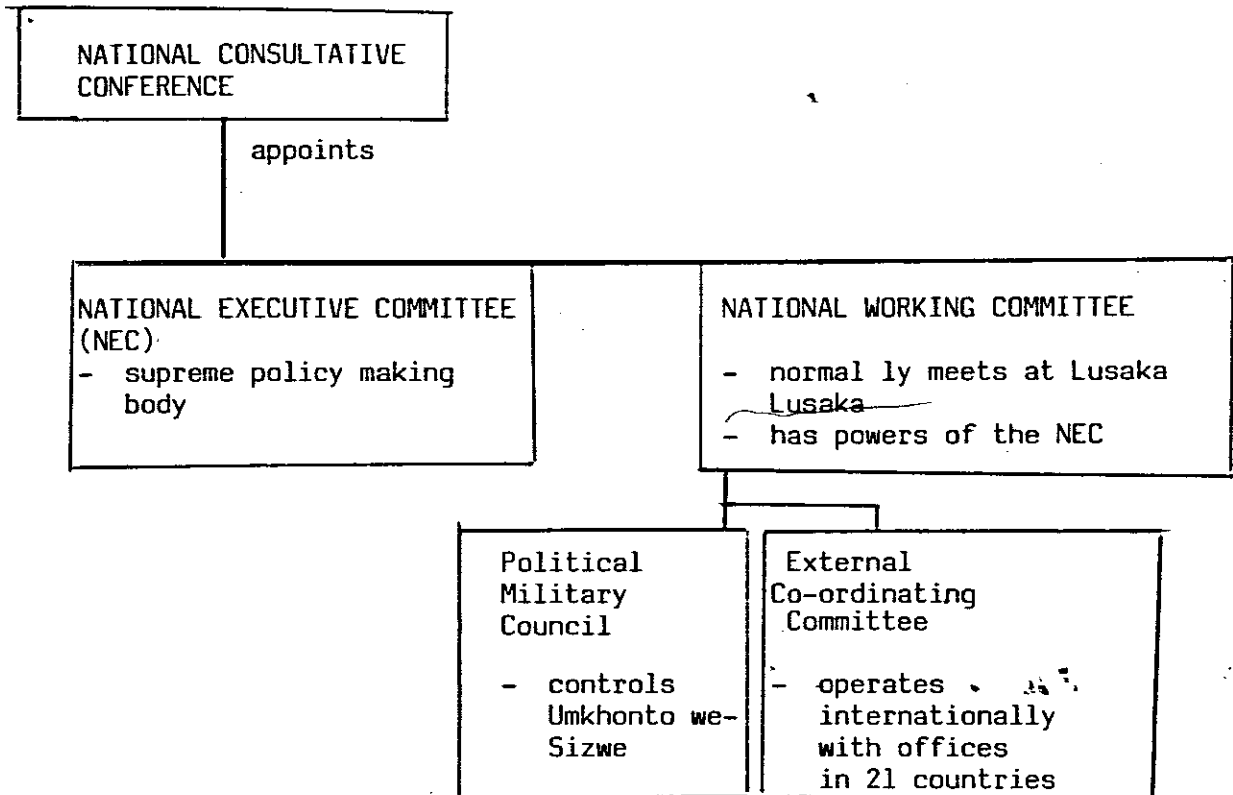 NATIONAL CONSULTATIVE
CONFERENCE
appoints
NATIONAL EXECUTIVE COMMITTEE
(NEC)
- supreme policy making
body
NATIONAL WORKING COMMITTEE
- normal ly meets at Lusaka
Lusaka
- has powers of the NEC
Political
Military
Council
- controls
Umkhonto we-
Sizwe
External
Co-ordinating
Committee
- operates
internationally
with offices
in 21 countries